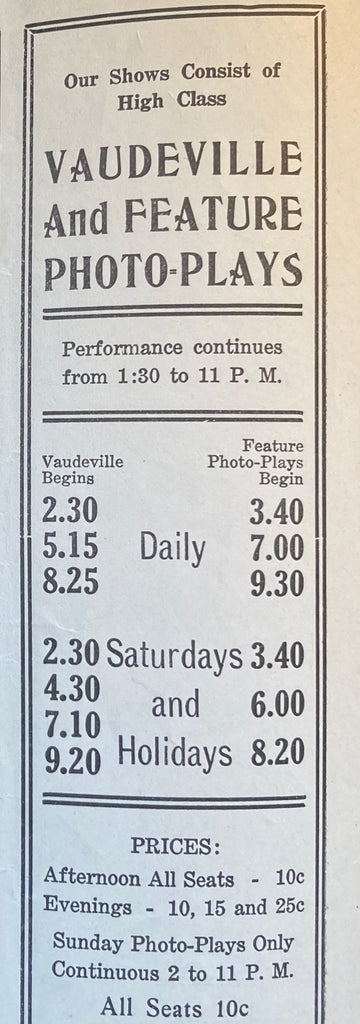 Our Shows Consist of
High Class
VAUDEVILLE
And FEATURE
PHOTO-PLAYS
Performance continues
from 1:30 to 11 P. M.
Vaudeville
Begins
Feature
Photo-Plays
Begin
2.30 3.40
5.15 Daily 7.00
8.25 9.30
2.30 Saturdays 3.40
4.30
and 6.00
7.10
9.20 Holidays 8.20
PRICES:
Afternoon All Seats - 10c
Evenings - 10, 15 and 25c
Sunday Photo-Plays Only
Continuous 2 to 11 P. M.
All Seats 10c